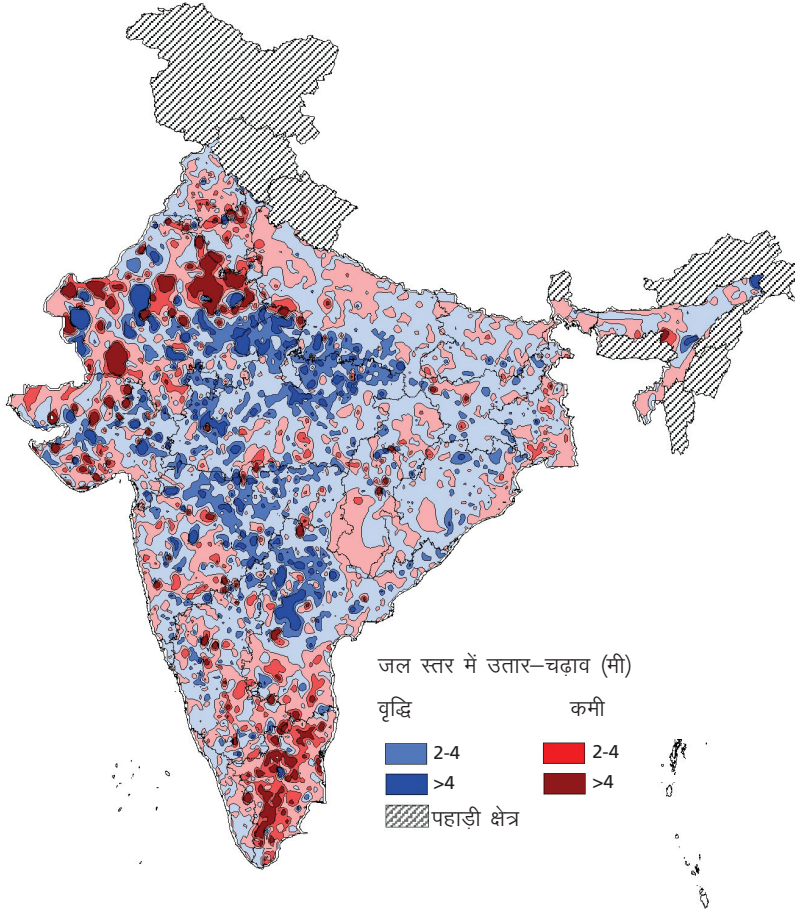 जल स्तर में उतार–चढ़ाव (मी)
वृद्धि कमी
2-4 2-4
>4 >4
पहाड़ी क्षेत्र